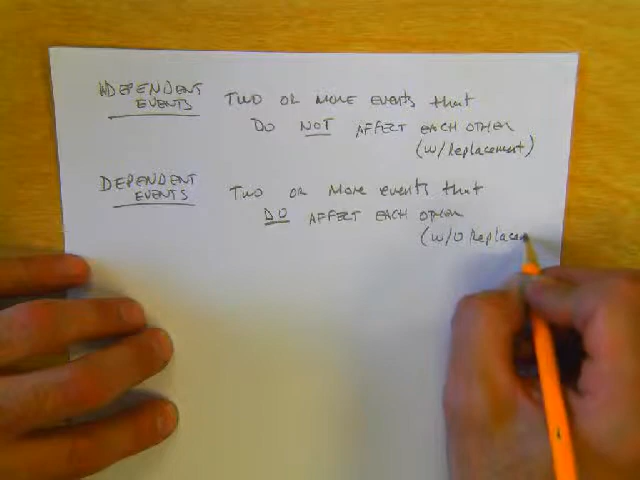 INDEPENDENT TWO OR MORE EVENTS that
EVENTS
DO NOT AFFECT EACH OTHER
(w/Replacement)
DEPENDENT TWO OR MORE EVENTS that
EVENTS
DO AFFECT EACH OTHER
(w/o Replacem